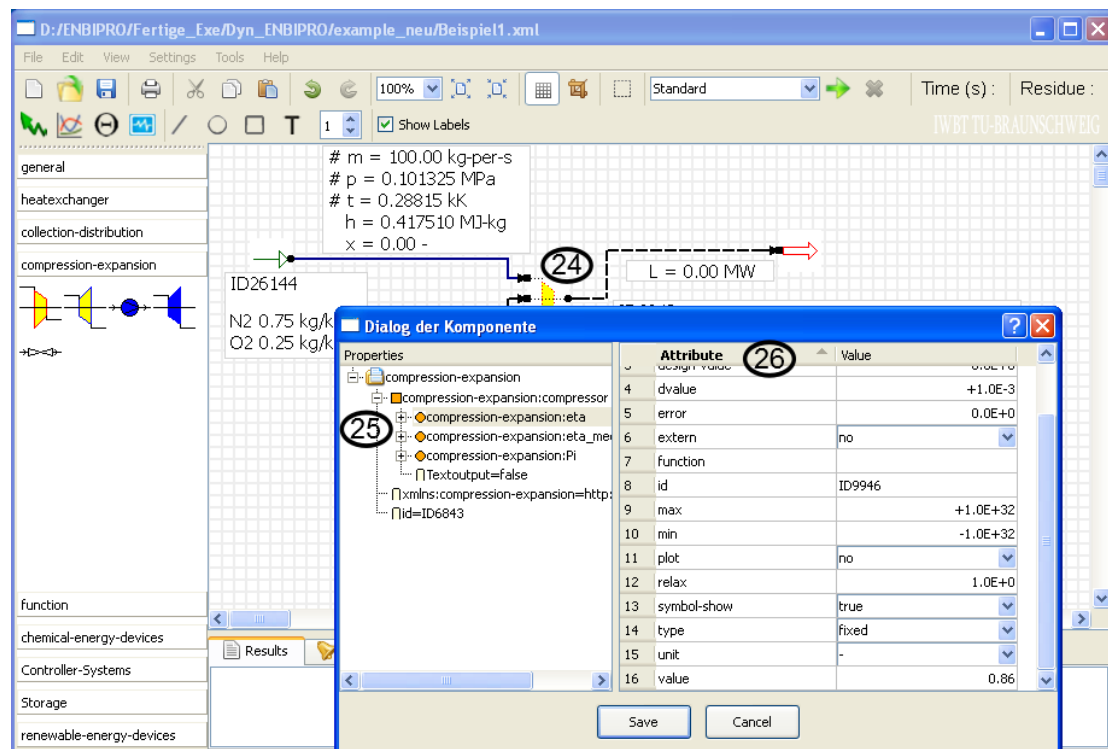 D:/ENBIPRO/Fertige_Exe/Dyn_ENBIPRO/example_neu/Beispiel1.xml
File Edit View Settings Tools Help
100% Standard Time (s) : Residue :
T 1 Show Labels IWBT TU-BRAUNSCHWEIG
general
heatexchanger
collection-distribution
compression-expansion
# m = 100.00 kg-per-s
# p = 0.101325 MPa
# t = 0.28815 kK
h = 0.417510 MJ-kg
x = 0.00 -
24
L = 0.00 MW
ID26144
N2 0.75 kg/k
O2 0.25 kg/k
function
chemical-energy-devices
Controller-Systems
Storage
renewable-energy-devices
Results
Dialog der Komponente
Properties
compression-expansion
compression-expansion:compressor
25
compression-expansion:eta
compression-expansion:eta_me
compression-expansion:Pi
Textoutput=false
xmlns:compression-expansion=http:
id=ID6843
Attribute 26 Value
3 design-value 0.0E+0
4 dvalue +1.0E-3
5 error 0.0E+0
6 extern no
7 function
8 id ID9946
9 max +1.0E+32
10 min -1.0E+32
11 plot no
12 relax 1.0E+0
13 symbol-show true
14 type fixed
15 unit -
16 value 0.86
Save Cancel